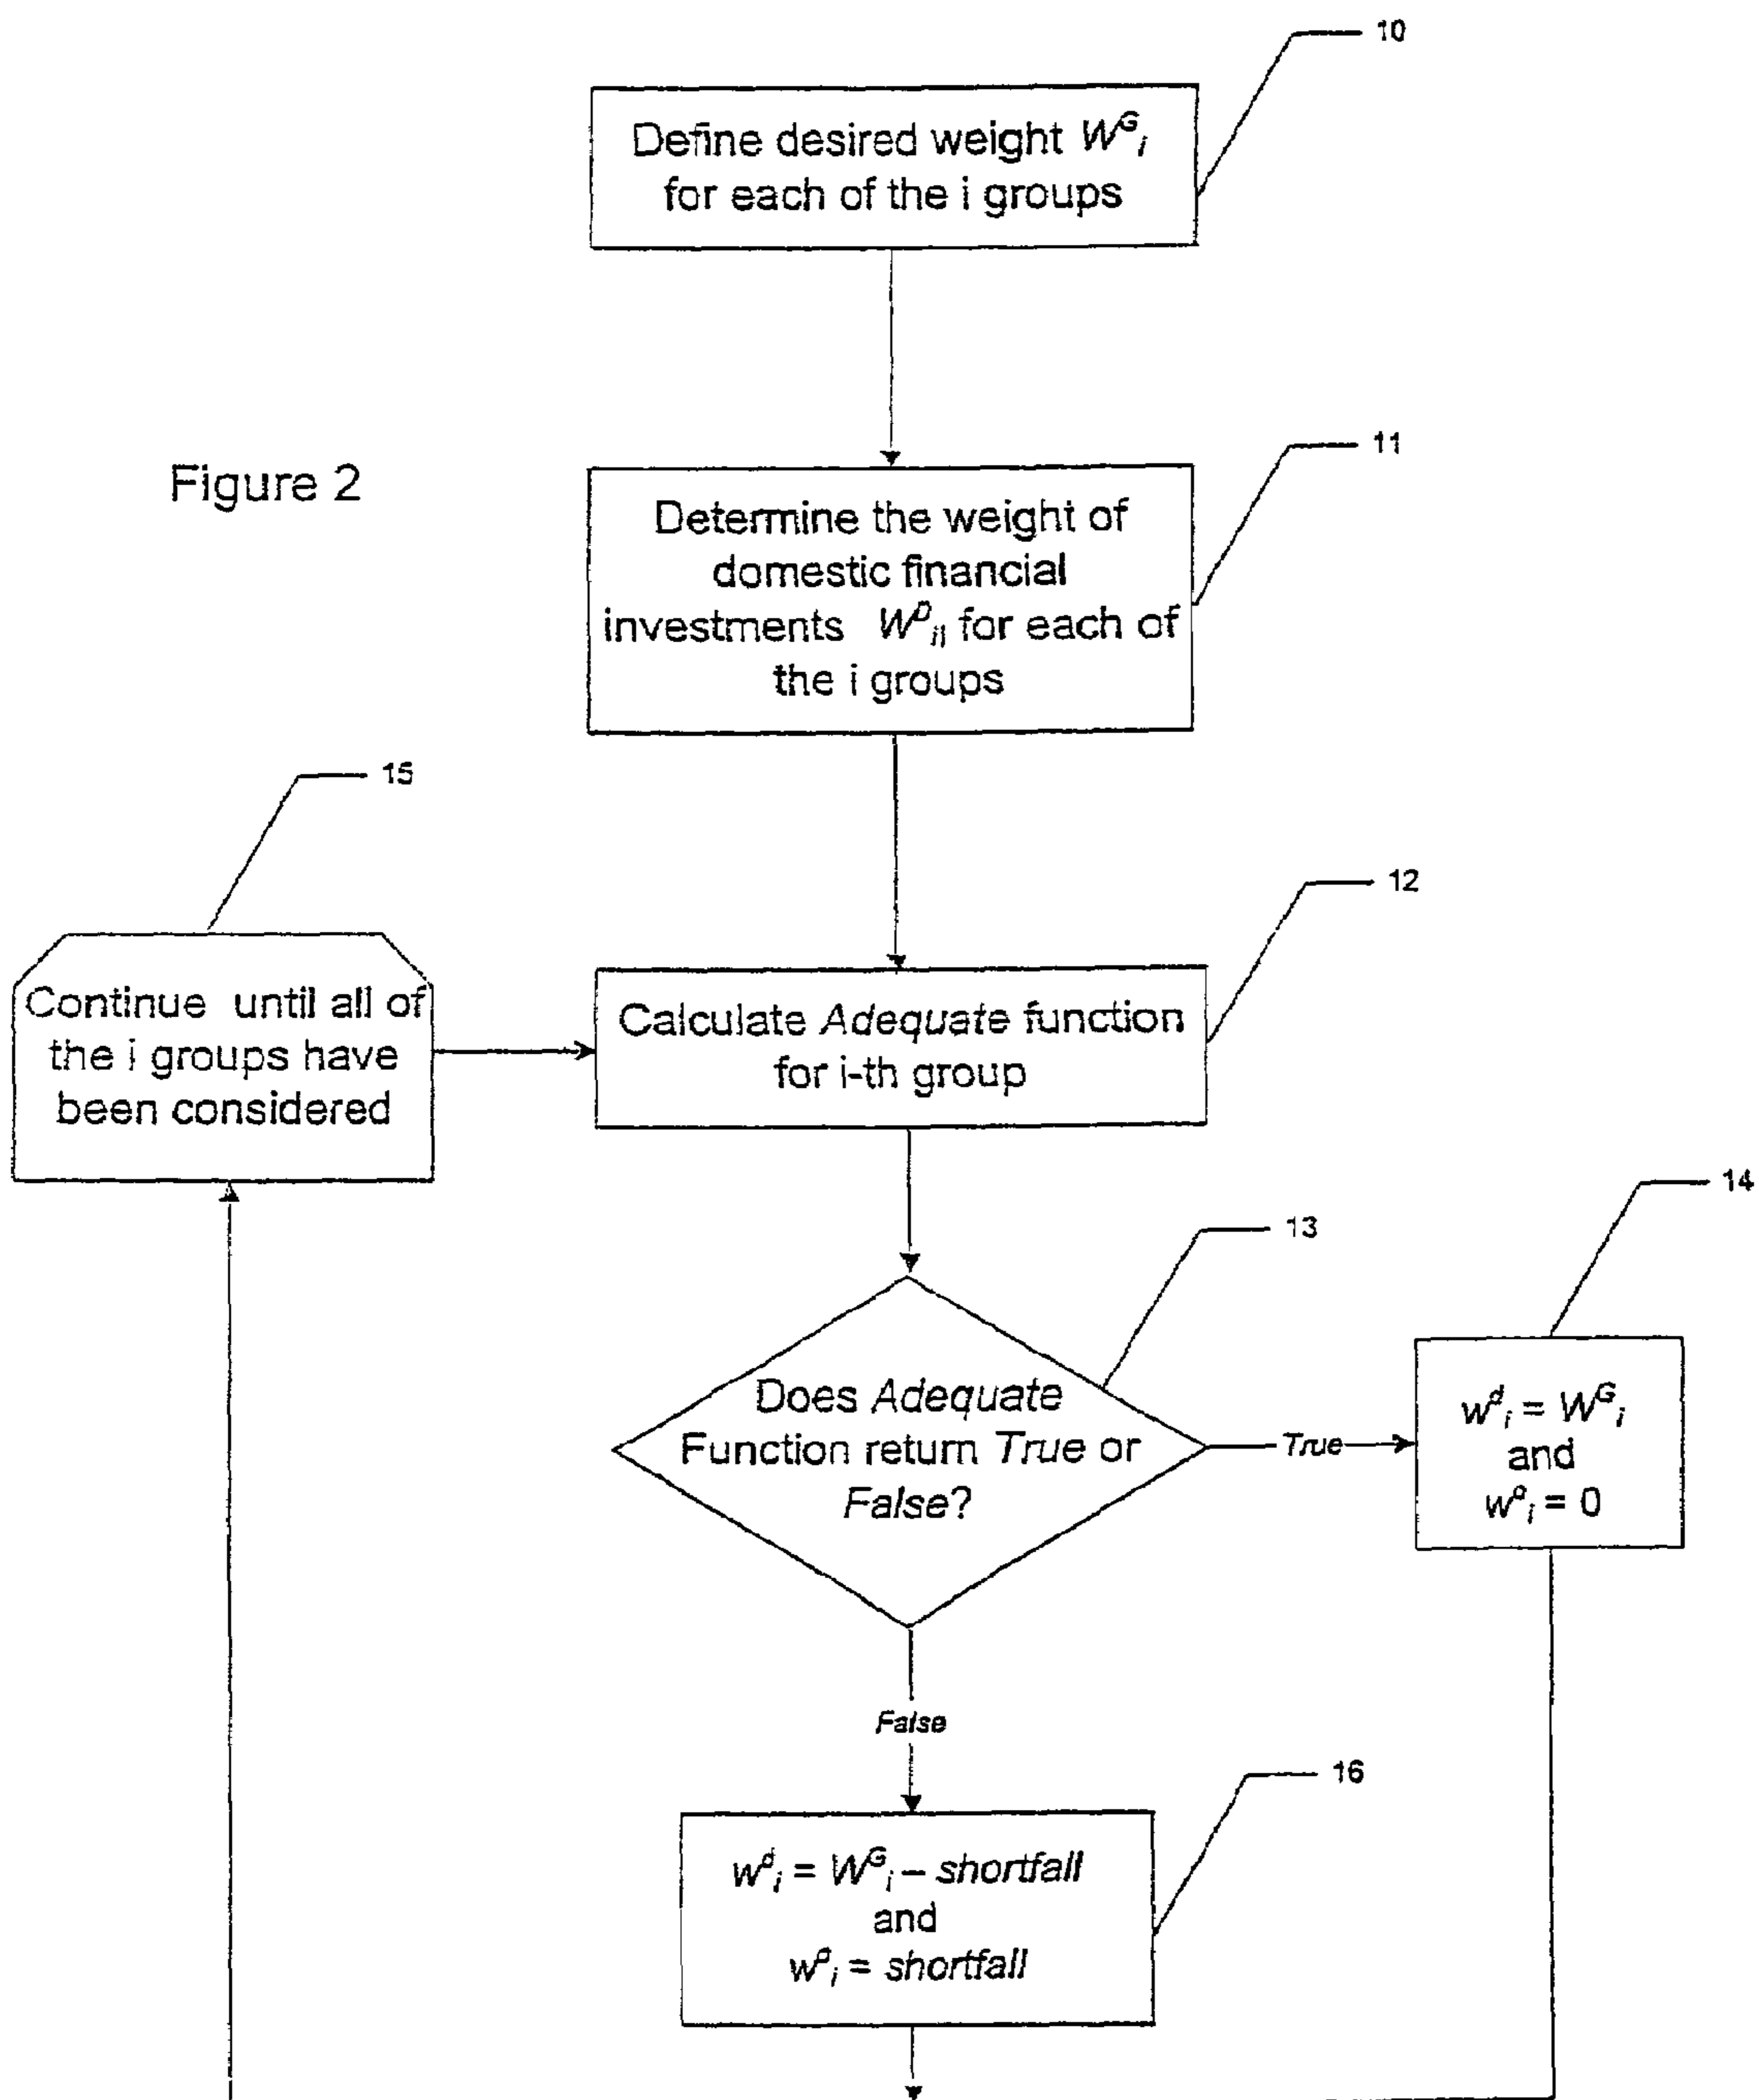 10
Define desired weight W^G_i
for each of the i groups
Figure 2
11
Determine the weight of
domestic financial
investments W^D_i| for each of
the i groups
15
12
Continue until all of
the i groups have
been considered
Calculate Adequate function
for i-th group
14
13
Does Adequate
Function return True or
False?
True
w^d_i = W^G_i
and
w^o_i = 0
False
16
w^d_i = W^G_i – shortfall
and
w^o_i = shortfall